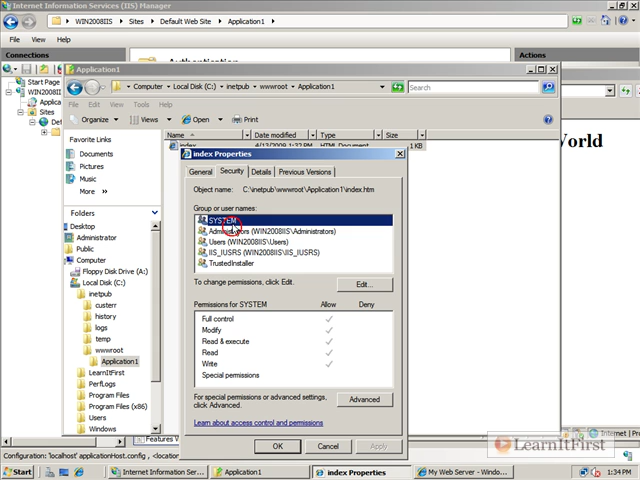 Internet Information Services (IIS) Manager
WIN2008IIS ▸ Sites ▸ Default Web Site ▸ Application1
File View Help
Connections
Actions
Start Page
WIN2008II
Sites
Application1
Computer ▸ Local Disk (C:) ▸ inetpub ▸ wwwroot ▸ Application1
Search
File Edit View Tools Help
Organize Views Open Print
Favorite Links
Documents
Pictures
Music
More »
Name Date modified Type Size
index 4/13/2009 1:32 PM HTML Document 1 KB
World
Folders
Desktop
Administrator
Public
Computer
Floppy Disk Drive (A:)
Local Disk (C:)
inetpub
custerr
history
logs
temp
wwwroot
Application1
LearnItFirst
PerfLogs
Program Files
Program Files (x86)
Users
Windows
index Properties
General Security Details Previous Versions
Object name: C:\inetpub\wwwroot\Application1\index.htm
Group or user names:
SYSTEM
Administrators (WIN2008IIS\Administrators)
Users (WIN2008IIS\Users)
IIS_IUSRS (WIN2008IIS\IIS_IUSRS)
TrustedInstaller
To change permissions, click Edit.
Edit...
Permissions for SYSTEM Allow Deny
Full control
Modify
Read & execute
Read
Write
Special permissions
For special permissions or advanced settings,
click Advanced.
Advanced
Learn about access control and permissions
OK Cancel Apply
Features V
Internet | Pro
LearnItFirst
Configuration: 'localhost' applicationHost.config , <locatio
Start
Internet Information Ser...
Application1
index Properties
My Web Server - Window...
1:34 PM